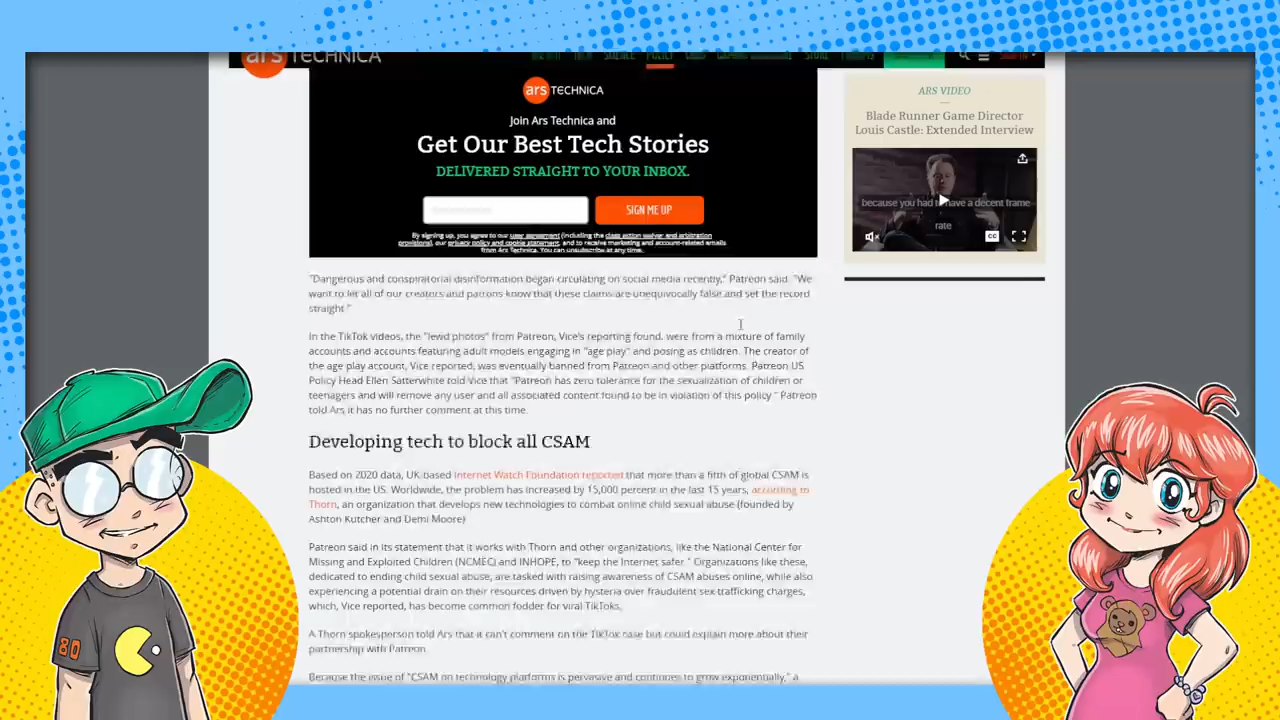 ars TECHNICA
SCIENCE POLICY STORE
ars TECHNICA
Join Ars Technica and
Get Our Best Tech Stories
DELIVERED STRAIGHT TO YOUR INBOX.
SIGN ME UP
By signing up, you agree to our user agreement (including the class action waiver and arbitration
provisions), our privacy policy and cookie statement, and to receive marketing and account-related emails
from Ars Technica. You can unsubscribe at any time.
ARS VIDEO
Blade Runner Game Director
Louis Castle: Extended Interview
because you had to have a decent frame
rate
CC
"Dangerous and conspiratorial disinformation began circulating on social media recently," Patreon said. "We
want to let all of our creators and patrons know that these claims are unequivocally false and set the record
straight."
In the TikTok videos, the "lewd photos" from Patreon, Vice's reporting found, were from a mixture of family
accounts and accounts featuring adult models engaging in "age play" and posing as children. The creator of
the age play account, Vice reported, was eventually banned from Patreon and other platforms. Patreon US
Policy Head Ellen Satterwhite told Vice that "Patreon has zero tolerance for the sexualization of children or
teenagers and will remove any user and all associated content found to be in violation of this policy." Patreon
told Ars it has no further comment at this time.
Developing tech to block all CSAM
Based on 2020 data, UK-based Internet Watch Foundation reported that more than a fifth of global CSAM is
hosted in the US. Worldwide, the problem has increased by 15,000 percent in the last 15 years, according to
Thorn, an organization that develops new technologies to combat online child sexual abuse (founded by
Ashton Kutcher and Demi Moore)
Patreon said in its statement that it works with Thorn and other organizations, like the National Center for
Missing and Exploited Children (NCMEC) and INHOPE, to "keep the Internet safer." Organizations like these,
dedicated to ending child sexual abuse, are tasked with raising awareness of CSAM abuses online, while also
experiencing a potential drain on their resources driven by hysteria over fraudulent sex trafficking charges,
which, Vice reported, has become common fodder for viral TikToks.
A Thorn spokesperson told Ars that it can't comment on the TikTok case but could explain more about their
partnership with Patreon.
Because the issue of "CSAM on technology platforms is pervasive and continues to grow exponentially," a
80